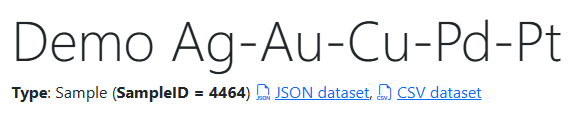 Demo Ag-Au-Cu-Pd-Pt
Type: Sample (SampleID = 4464) JSON JSON dataset, CSV CSV dataset